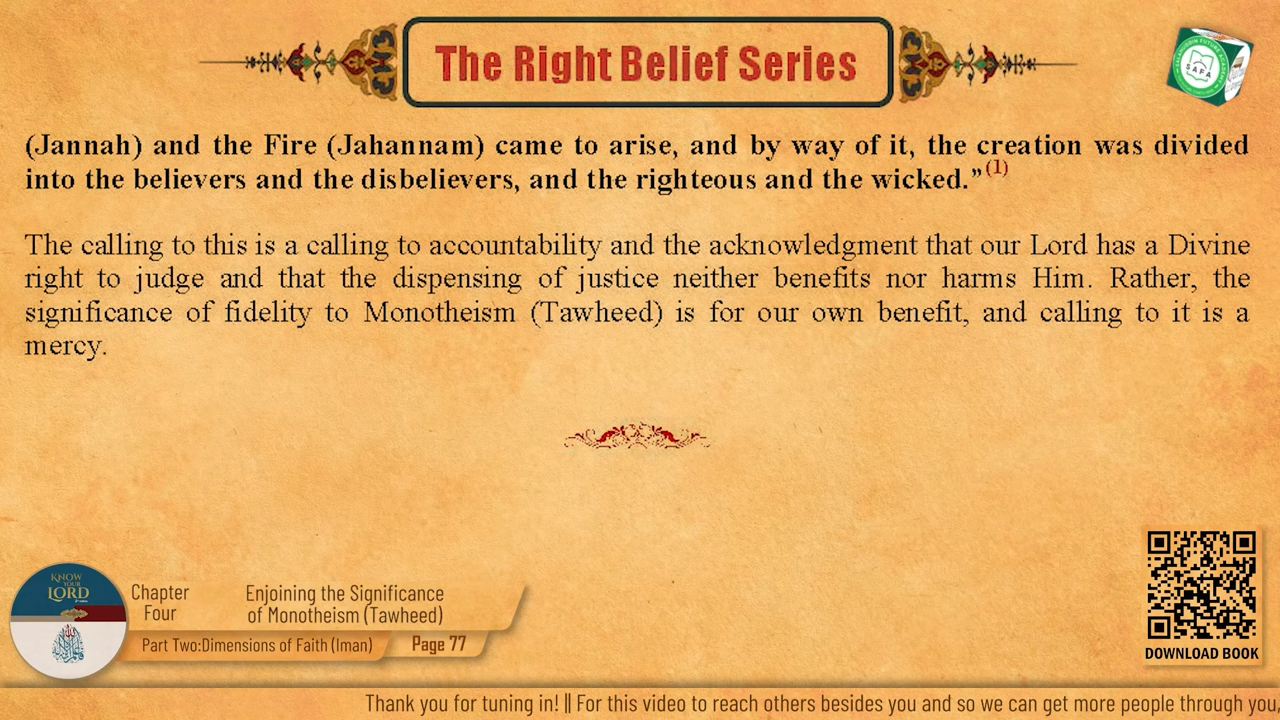 The Right Belief Series
SAFA
(Jannah) and the Fire (Jahannam) came to arise, and by way of it, the creation was divided
into the believers and the disbelievers, and the righteous and the wicked.”(1)
The calling to this is a calling to accountability and the acknowledgment that our Lord has a Divine
right to judge and that the dispensing of justice neither benefits nor harms Him. Rather, the
significance of fidelity to Monotheism (Tawheed) is for our own benefit, and calling to it is a
mercy.
KNOW
YOUR
LORD
Chapter
Four
Enjoining the Significance
of Monotheism (Tawheed)
Part Two:Dimensions of Faith (Iman)
Page 77
DOWNLOAD BOOK
Thank you for tuning in! || For this video to reach others besides you and so we can get more people through you,